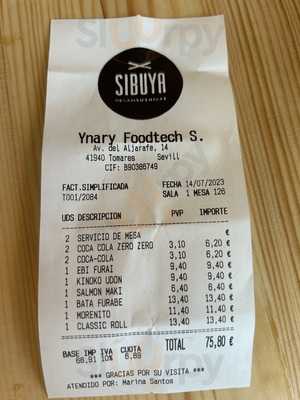 SIBUYA
Ynary Foodtech S.
Av. del Aljarafe, 14
41940 Tomares Sevill
CIF: B90386749
FACT.SIMPLIFICADA FECHA 14/07/2023
T001/2084 SALA 1 MESA 126
UDS DESCRIPCION PVP IMPORTE
2 SERVICIO DE MESA €
2 COCA COLA ZERO ZERO 3,10 6,20 €
2 COCA-COLA 3,10 6,20 €
1 EBI FURAI 9,40 9,40 €
1 KINOKO UDON 9,40 9,40 €
1 SALMON MAKI 6,40 6,40 €
1 BATA FURABE 13,40 13,40 €
1 MORENITO 11,40 11,40 €
1 CLASSIC ROLL 13,40 13,40 €
BASE IMP IVA CUOTA TOTAL 75,80 €
68,91 10% 6,89
*** GRACIAS POR SU VISITA ***
ATENDIDO POR: Marina Santos